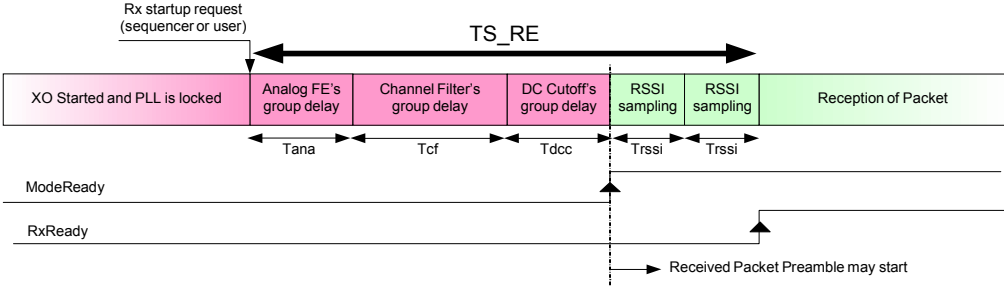 Rx startup request
(sequencer or user)
TS_RE
XO Started and PLL is locked
Analog FE's
group delay
Channel Filter's
group delay
DC Cutoff's
group delay
RSSI
sampling
RSSI
sampling
Reception of Packet
Tana
Tcf
Tdcc
Trssi
Trssi
ModeReady
RxReady
Received Packet Preamble may start